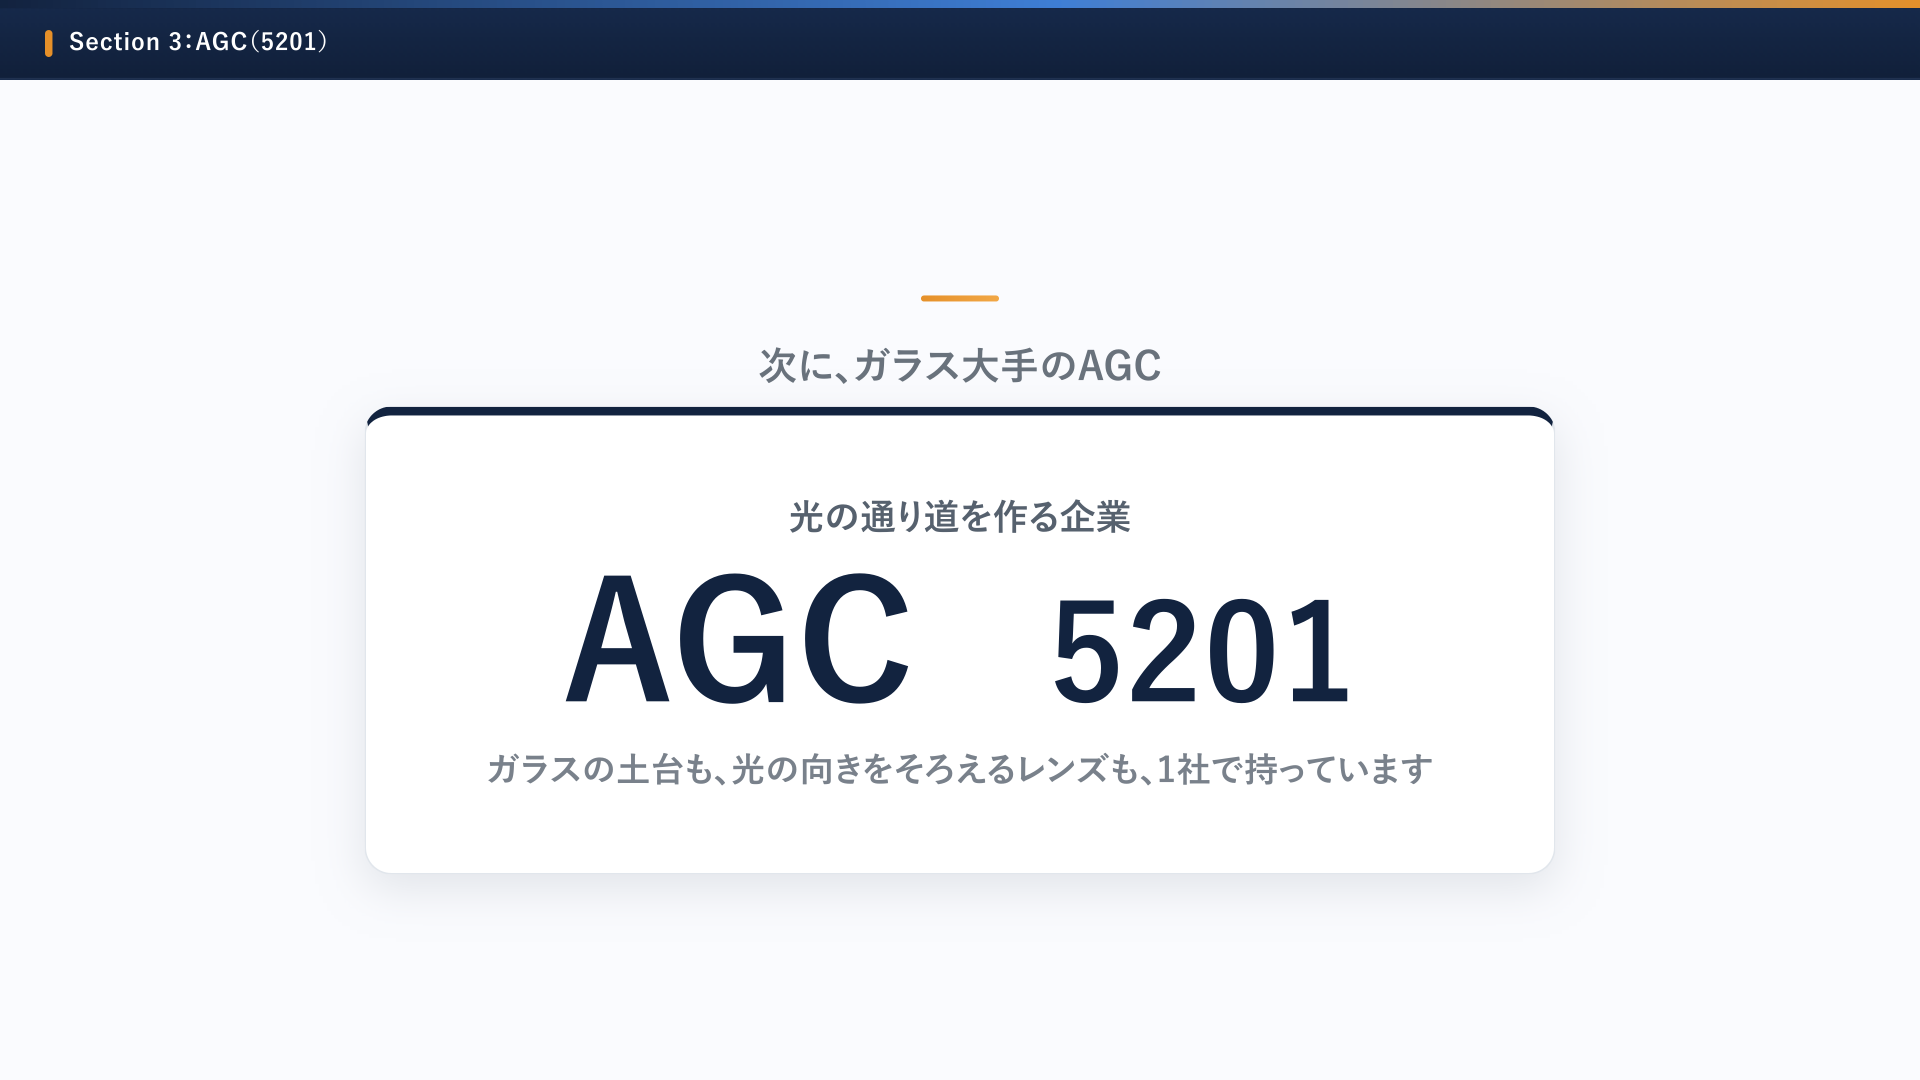 Section 3：AGC（5201）
次に、ガラス大手のAGC
光の通り道を作る企業
AGC 5201
ガラスの土台も、光の向きをそろえるレンズも、1社で持っています